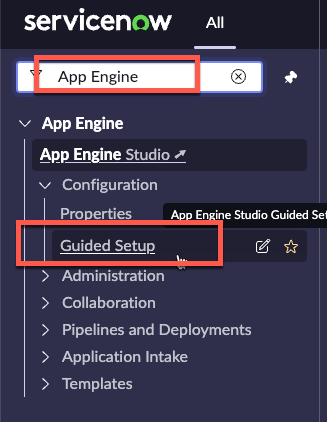 servicenow
All
App Engine
App Engine
App Engine Studio
Configuration
Properties
App Engine Studio Guided Set
Guided Setup
Administration
Collaboration
Pipelines and Deployments
Application Intake
Templates